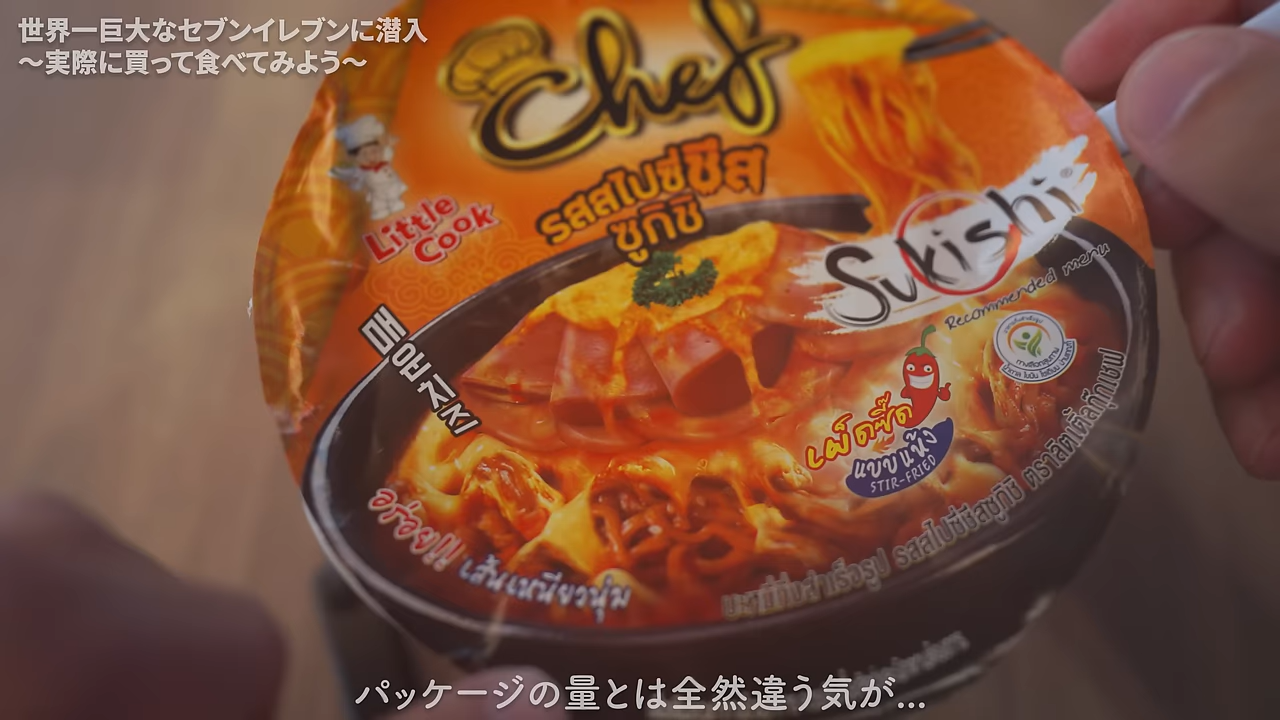 世界一巨大なセブンイレブンに潜入
〜実際に買って食べてみよう〜
Chef
รสสไปซีชีส
ซูกิชิ
Little
Cook
Sukishi®
Recommended menu
매운치즈
เผ็ดซี๊ด
แบบแห้ง
STIR-FRIED
อร่อย!!
เส้นเหนียวนุ่ม
บะหมี่กึ่งสำเร็จรูป รสสไปซีชีสซูกิชิ ตราลิตเติ้ลกุ๊กเชฟ
パッケージの量とは全然違う気が...